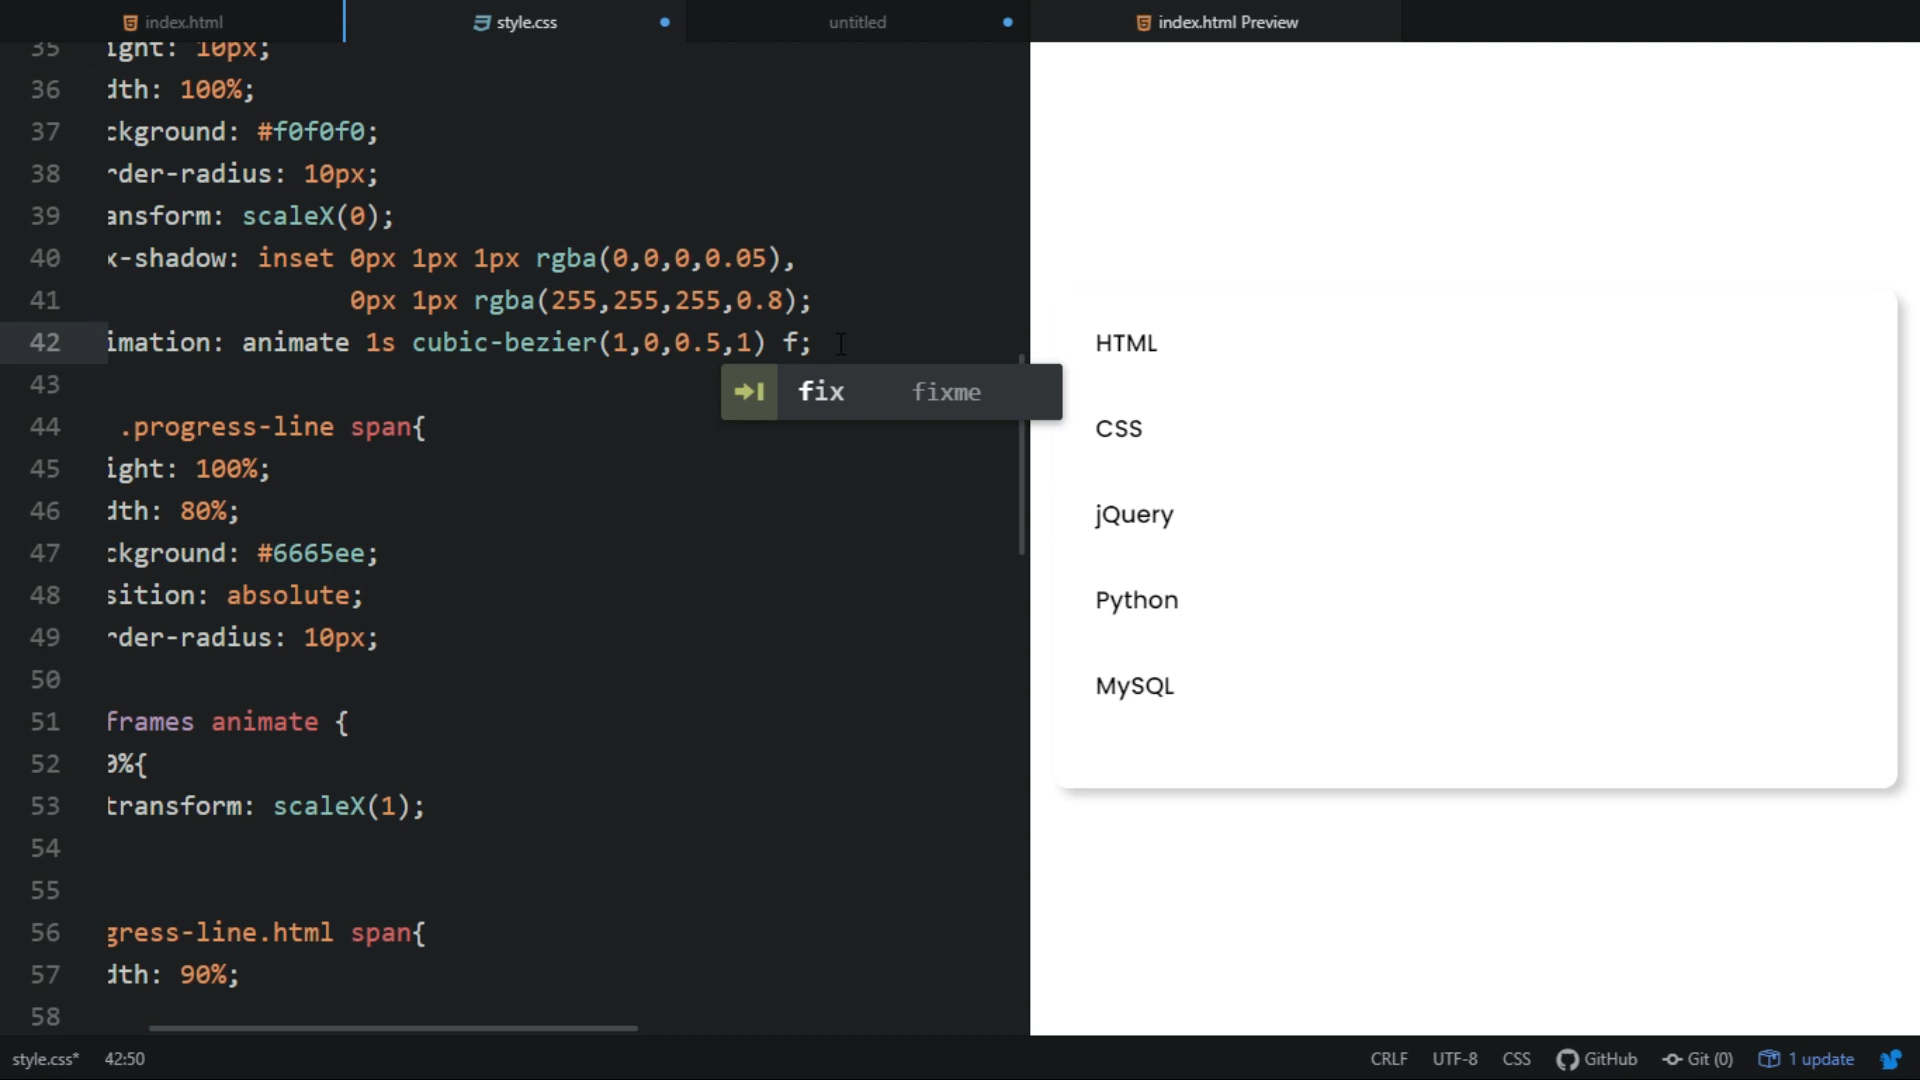 index.html
style.css
untitled
index.html Preview
35 ight: 10px;
36 dth: 100%;
37 ckground: #f0f0f0;
38 rder-radius: 10px;
39 ansform: scaleX(0);
40 x-shadow: inset 0px 1px 1px rgba(0,0,0,0.05),
41 0px 1px rgba(255,255,255,0.8);
42 imation: animate 1s cubic-bezier(1,0,0.5,1) f;
fix fixme
43
44 .progress-line span{
45 ight: 100%;
46 dth: 80%;
47 ckground: #6665ee;
48 sition: absolute;
49 rder-radius: 10px;
50
51 frames animate {
52 0%{
53 transform: scaleX(1);
54
55
56 gress-line.html span{
57 dth: 90%;
58
HTML
CSS
jQuery
Python
MySQL
style.css* 42:50 CRLF UTF-8 CSS GitHub Git (0) 1 update